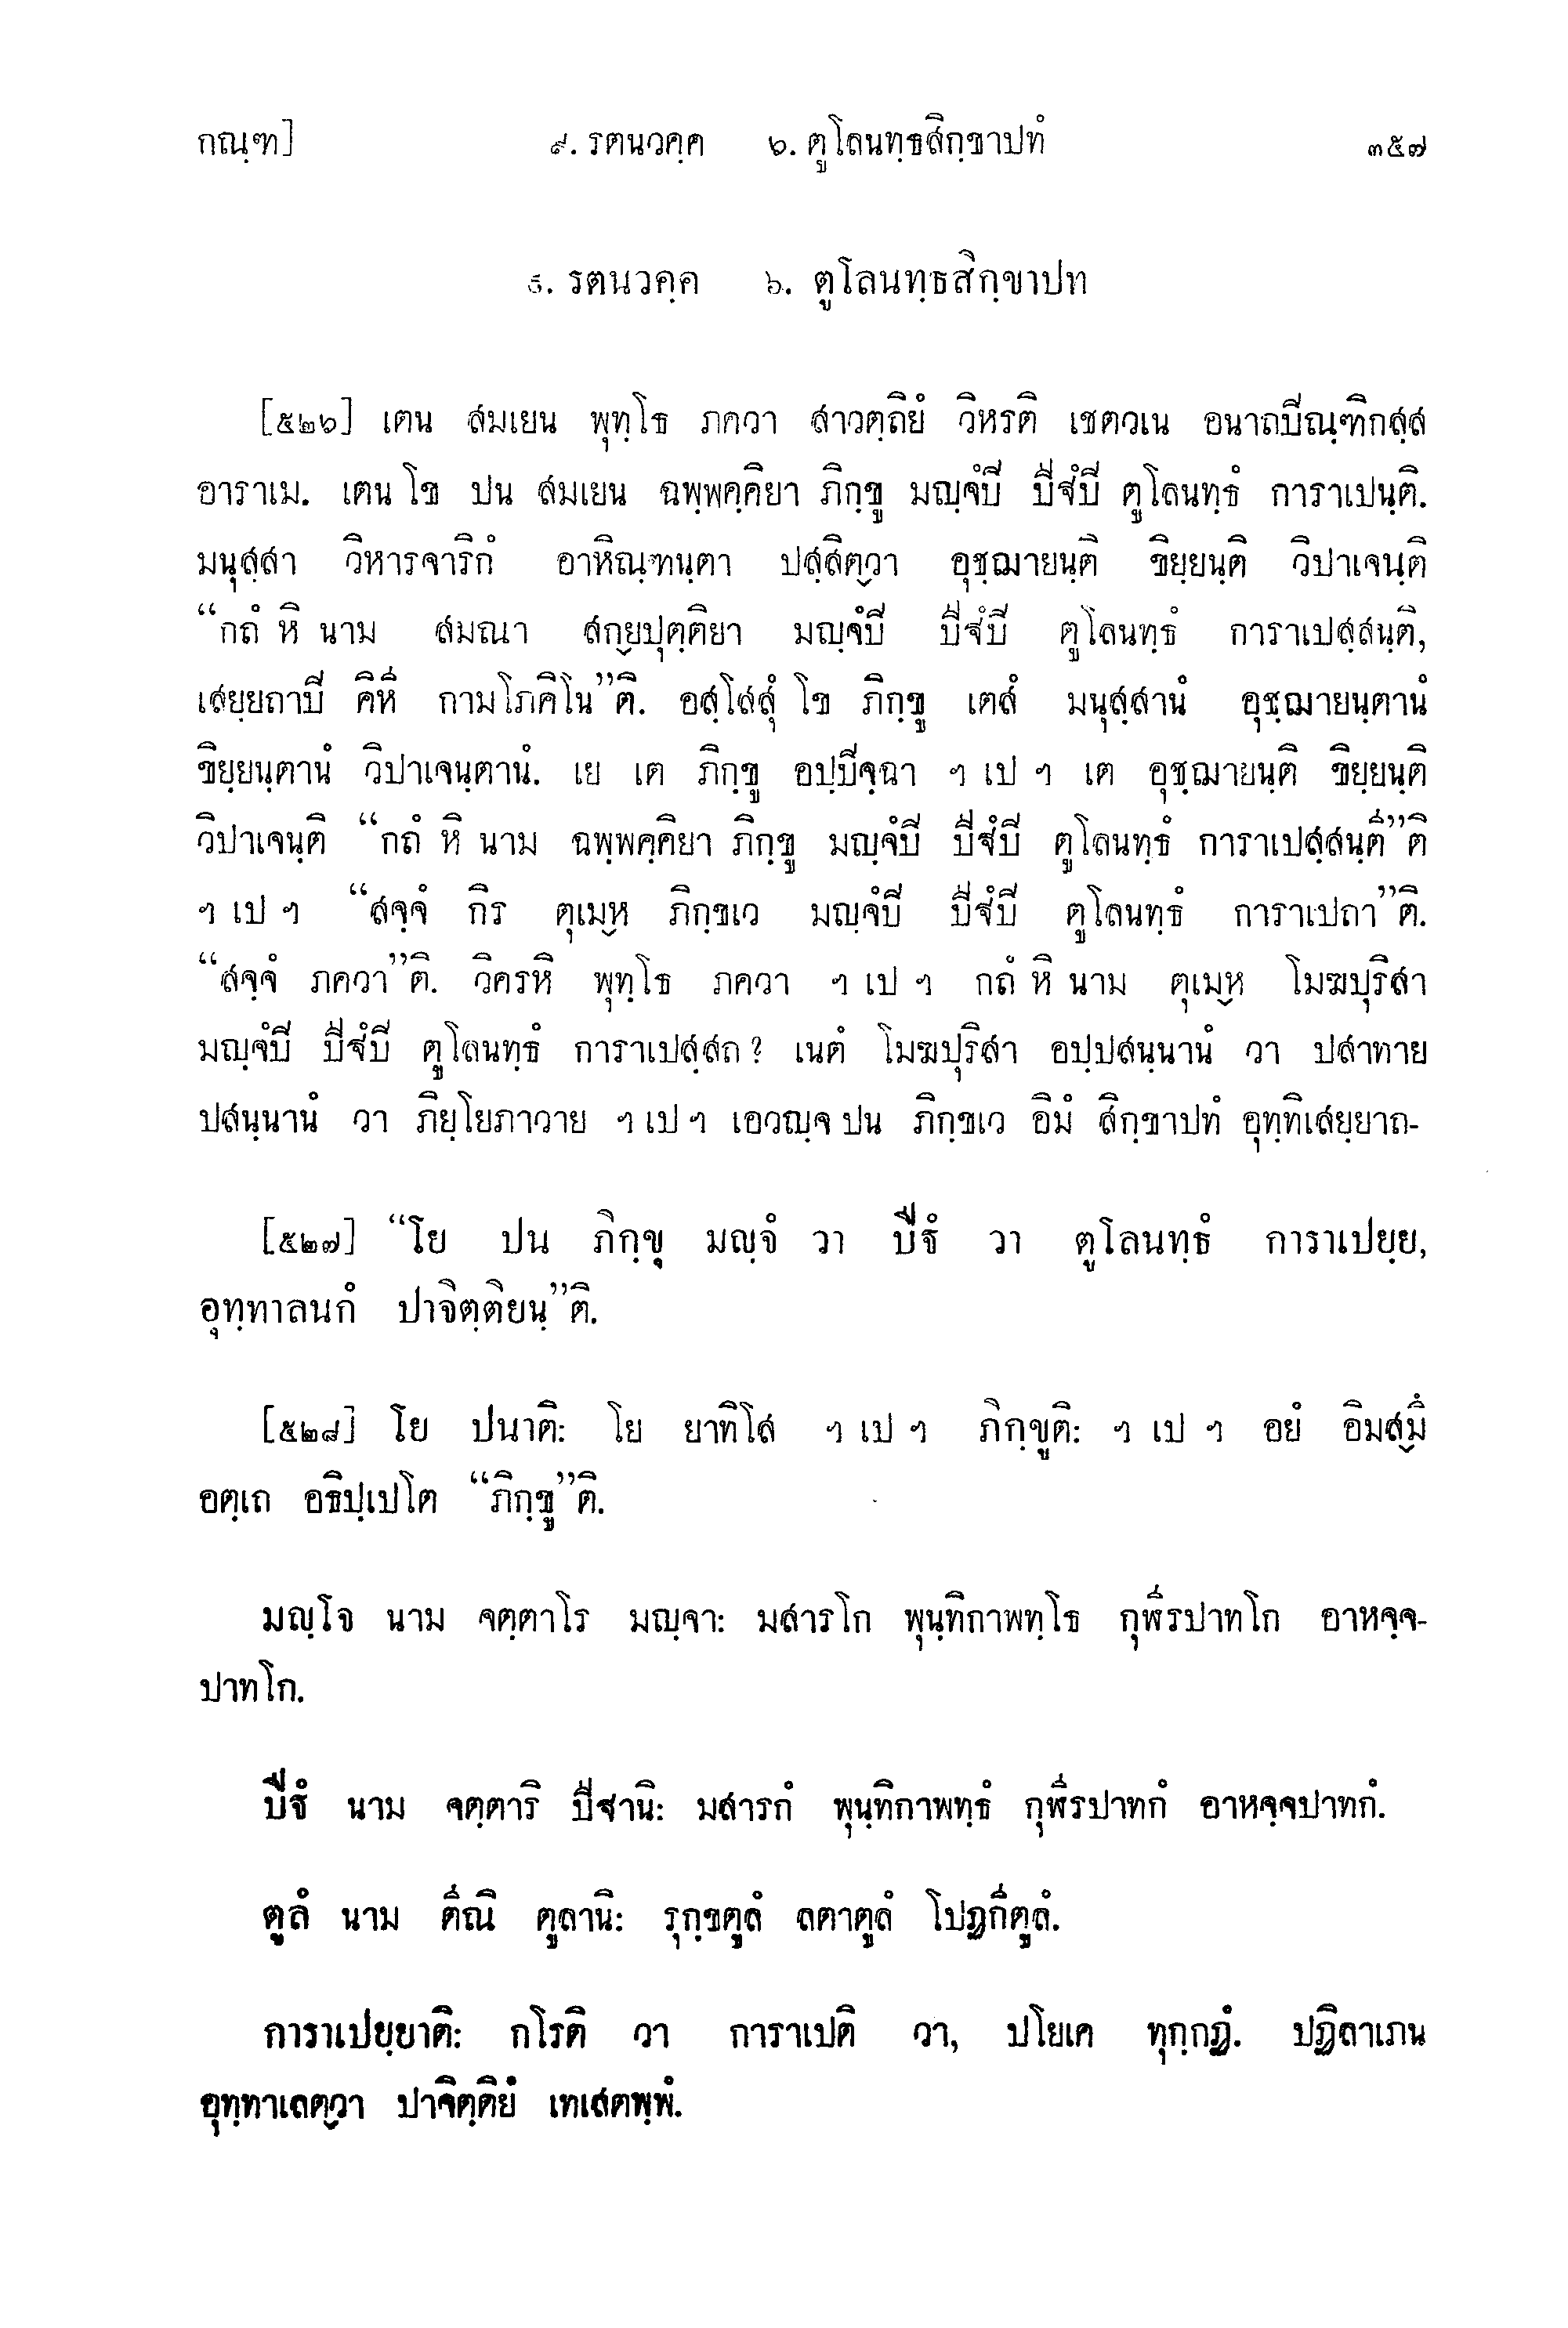 กณฺฑ] ๙. รตนวคฺค ๖. ตูโลนทฺธสิกฺขาปทํ ๓๕๗
๙. รตนวคฺค ๖. ตูโลนทฺธสิกฺขาปท
[๕๒๖] เตน สมเยน พุทฺโธ ภควา สาวตฺถิยํ วิหรติ เชตวเน อนาถปิณฺฑิกสฺส
อาราเม. เตน โข ปน สมเยน ฉพฺพคฺคิยา ภิกฺขู มญฺจํปิ ปีฐํปิ ตูโลนทฺธํ การาเปนฺติ.
มนุสฺสา วิหารจาริกํ อาหิณฺฑนฺตา ปสฺสิตฺวา อุชฺฌายนฺติ ขิยฺยนฺติ วิปาเจนฺติ
“กถํ หิ นาม สมณา สกฺยปุตฺติยา มญฺจํปิ ปีฐํปิ ตูโลนทฺธํ การาเปสฺสนฺติ,
เสยฺยถาปิ คิหี กามโภคิโน”ติ. อสฺโสสุํ โข ภิกฺขู เตสํ มนุสฺสานํ อุชฺฌายนฺตานํ
ขิยฺยนฺตานํ วิปาเจนฺตานํ. เย เต ภิกฺขู อปฺปิจฺฉา ฯ เป ฯ เต อุชฺฌายนฺติ ขิยฺยนฺติ
วิปาเจนฺติ “กถํ หิ นาม ฉพฺพคฺคิยา ภิกฺขู มญฺจํปิ ปีฐํปิ ตูโลนทฺธํ การาเปสฺสนฺตี”ติ
ฯ เป ฯ “สจฺจํ กิร ตุเมฺห ภิกฺขเว มญฺจํปิ ปีฐํปิ ตูโลนทฺธํ การาเปถา”ติ.
“สจฺจํ ภควา”ติ. วิครหิ พุทฺโธ ภควา ฯ เป ฯ กถํ หิ นาม ตุเมฺห โมฆปุริสา
มญฺจํปิ ปีฐํปิ ตูโลนทฺธํ การาเปสฺสถ ? เนตํ โมฆปุริสา อปฺปสนฺนานํ วา ปสาทาย
ปสนฺนานํ วา ภิยฺโยภาวาย ฯ เป ฯ เอวญฺจ ปน ภิกฺขเว อิมํ สิกฺขาปทํ อุทฺทิเสยฺยาถ-
[๕๒๗] “โย ปน ภิกฺขุ มญฺจํ วา ปีฐํ วา ตูโลนทฺธํ การาเปยฺย,
อุทฺทาลนกํ ปาจิตฺติยนฺ”ติ.
[๕๒๘] โย ปนาติ: โย ยาทิโส ฯ เป ฯ ภิกฺขูติ: ฯ เป ฯ อยํ อิมสฺมึ
อตฺเถ อธิปฺเปโต “ภิกฺขู”ติ.
มญฺโจ นาม จตฺตาโร มญฺจา: มสารโก พุนฺทิกาพทฺโธ กุฬีรปาทโก อาหจฺจ-
ปาทโก.
ปีฐํ นาม จตฺตาริ ปีฐานิ: มสารกํ พุนฺทิกาพทฺธํ กุฬีรปาทกํ อาหจฺจปาทกํ.
ตูลํ นาม ตีณิ ตูลานิ: รุกฺขตูลํ ลตาตูลํ โปฏกีตูลํ.
การาเปยฺยาติ: กโรติ วา การาเปติ วา, ปโยเค ทุกฺกฏํ. ปฏิลาเภน
อุทฺทาเลตฺวา ปาจิตฺติยํ เทเสตพฺพํ.